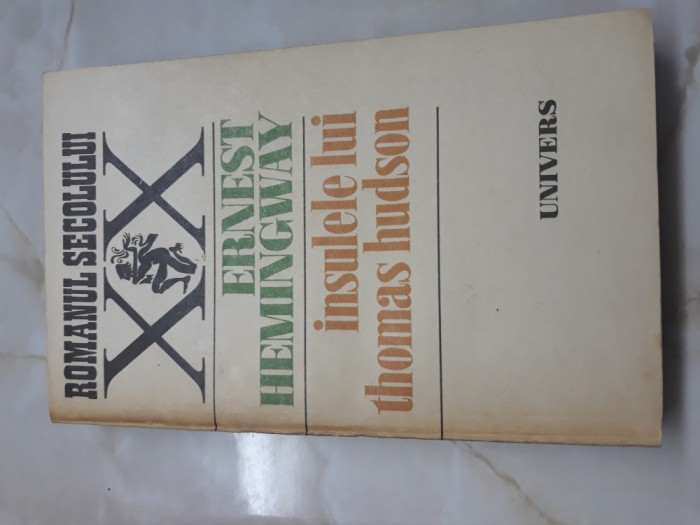 ROMANUL SECOLULUI
XX
ERNEST
HEMINGWAY
insulele lui
thomas hudson
UNIVERS